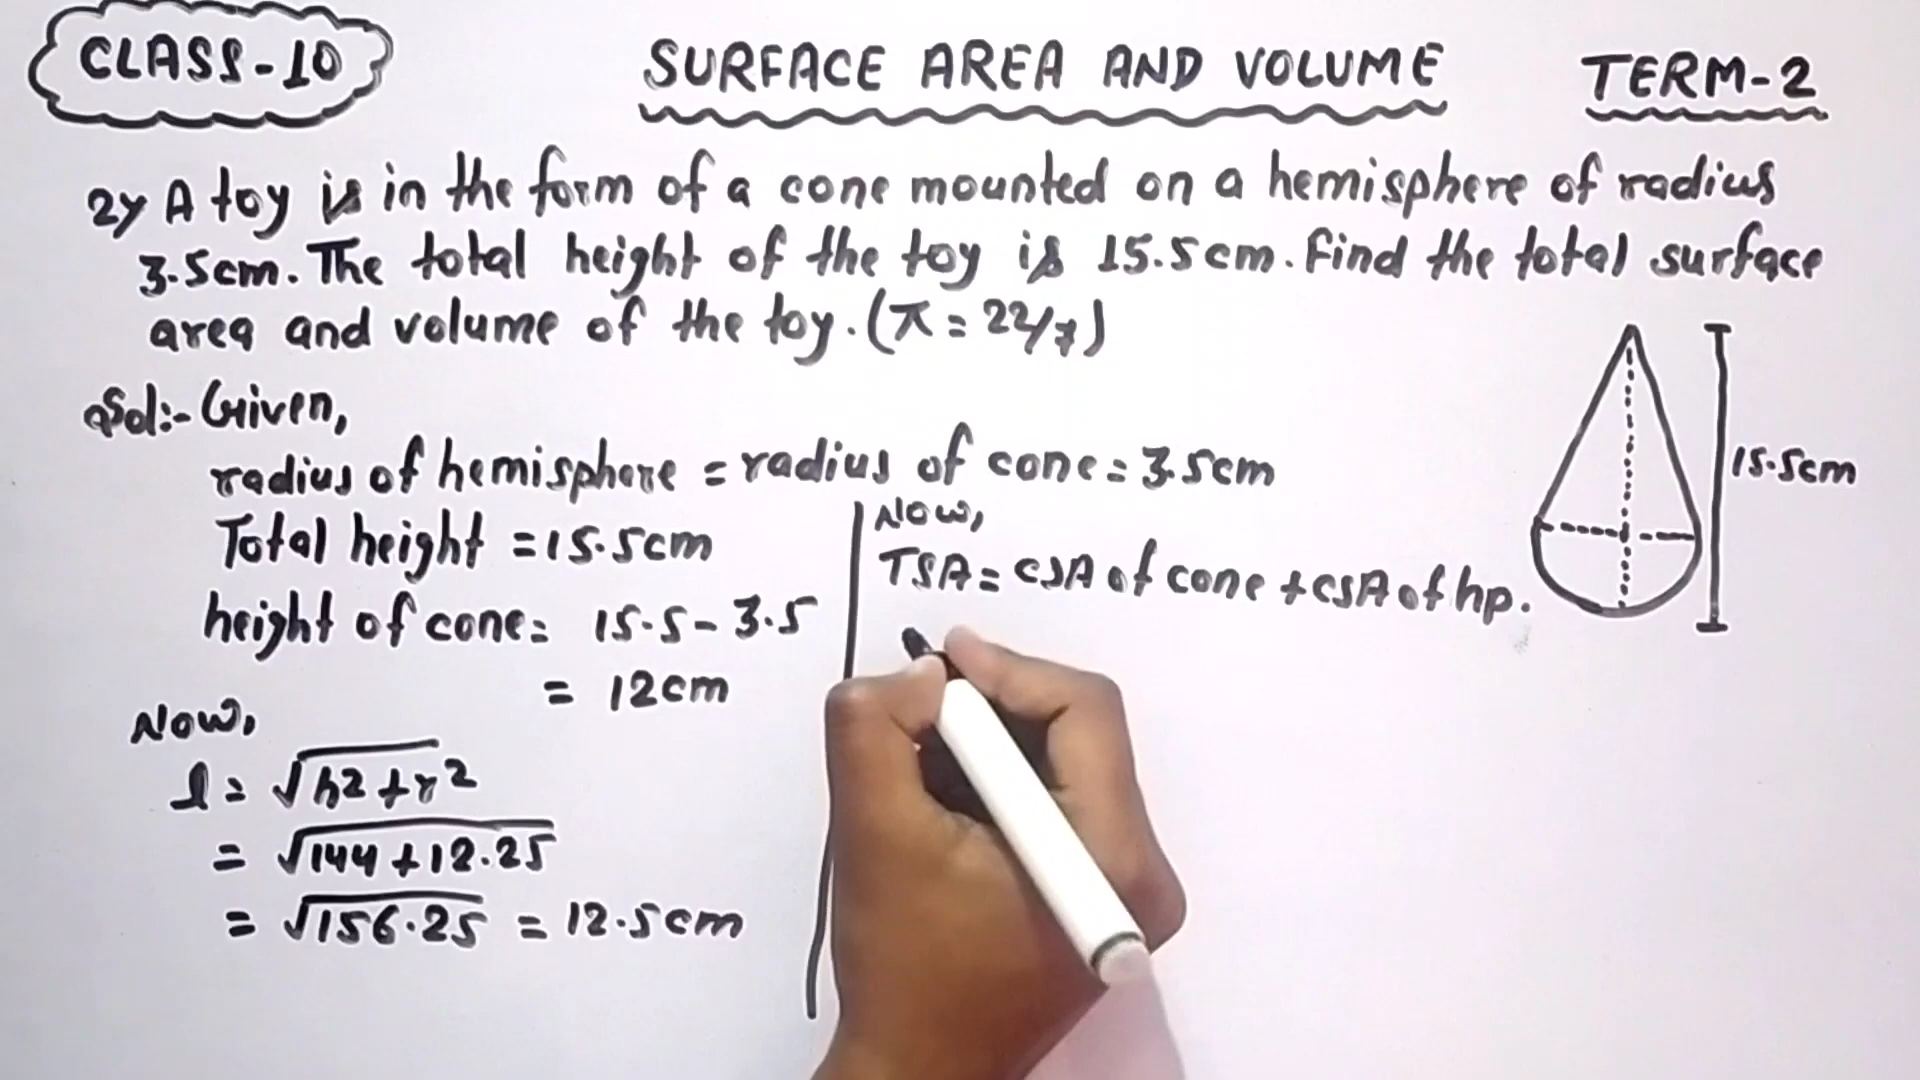 CLASS-10
SURFACE AREA AND VOLUME
TERM-2
2) A toy is in the form of a cone mounted on a hemisphere of radius
3.5cm. The total height of the toy is 15.5cm. Find the total surface
area and volume of the toy. (π = 22/7)
Sol:- Given,
radius of hemisphere = radius of cone = 3.5cm
Total height = 15.5cm
height of cone = 15.5 - 3.5
= 12cm
Now,
l = √h2 + r2
= √144 + 12.25
= √156.25 = 12.5cm
Now,
TSA = CSA of cone + CSA of hp.
15.5cm